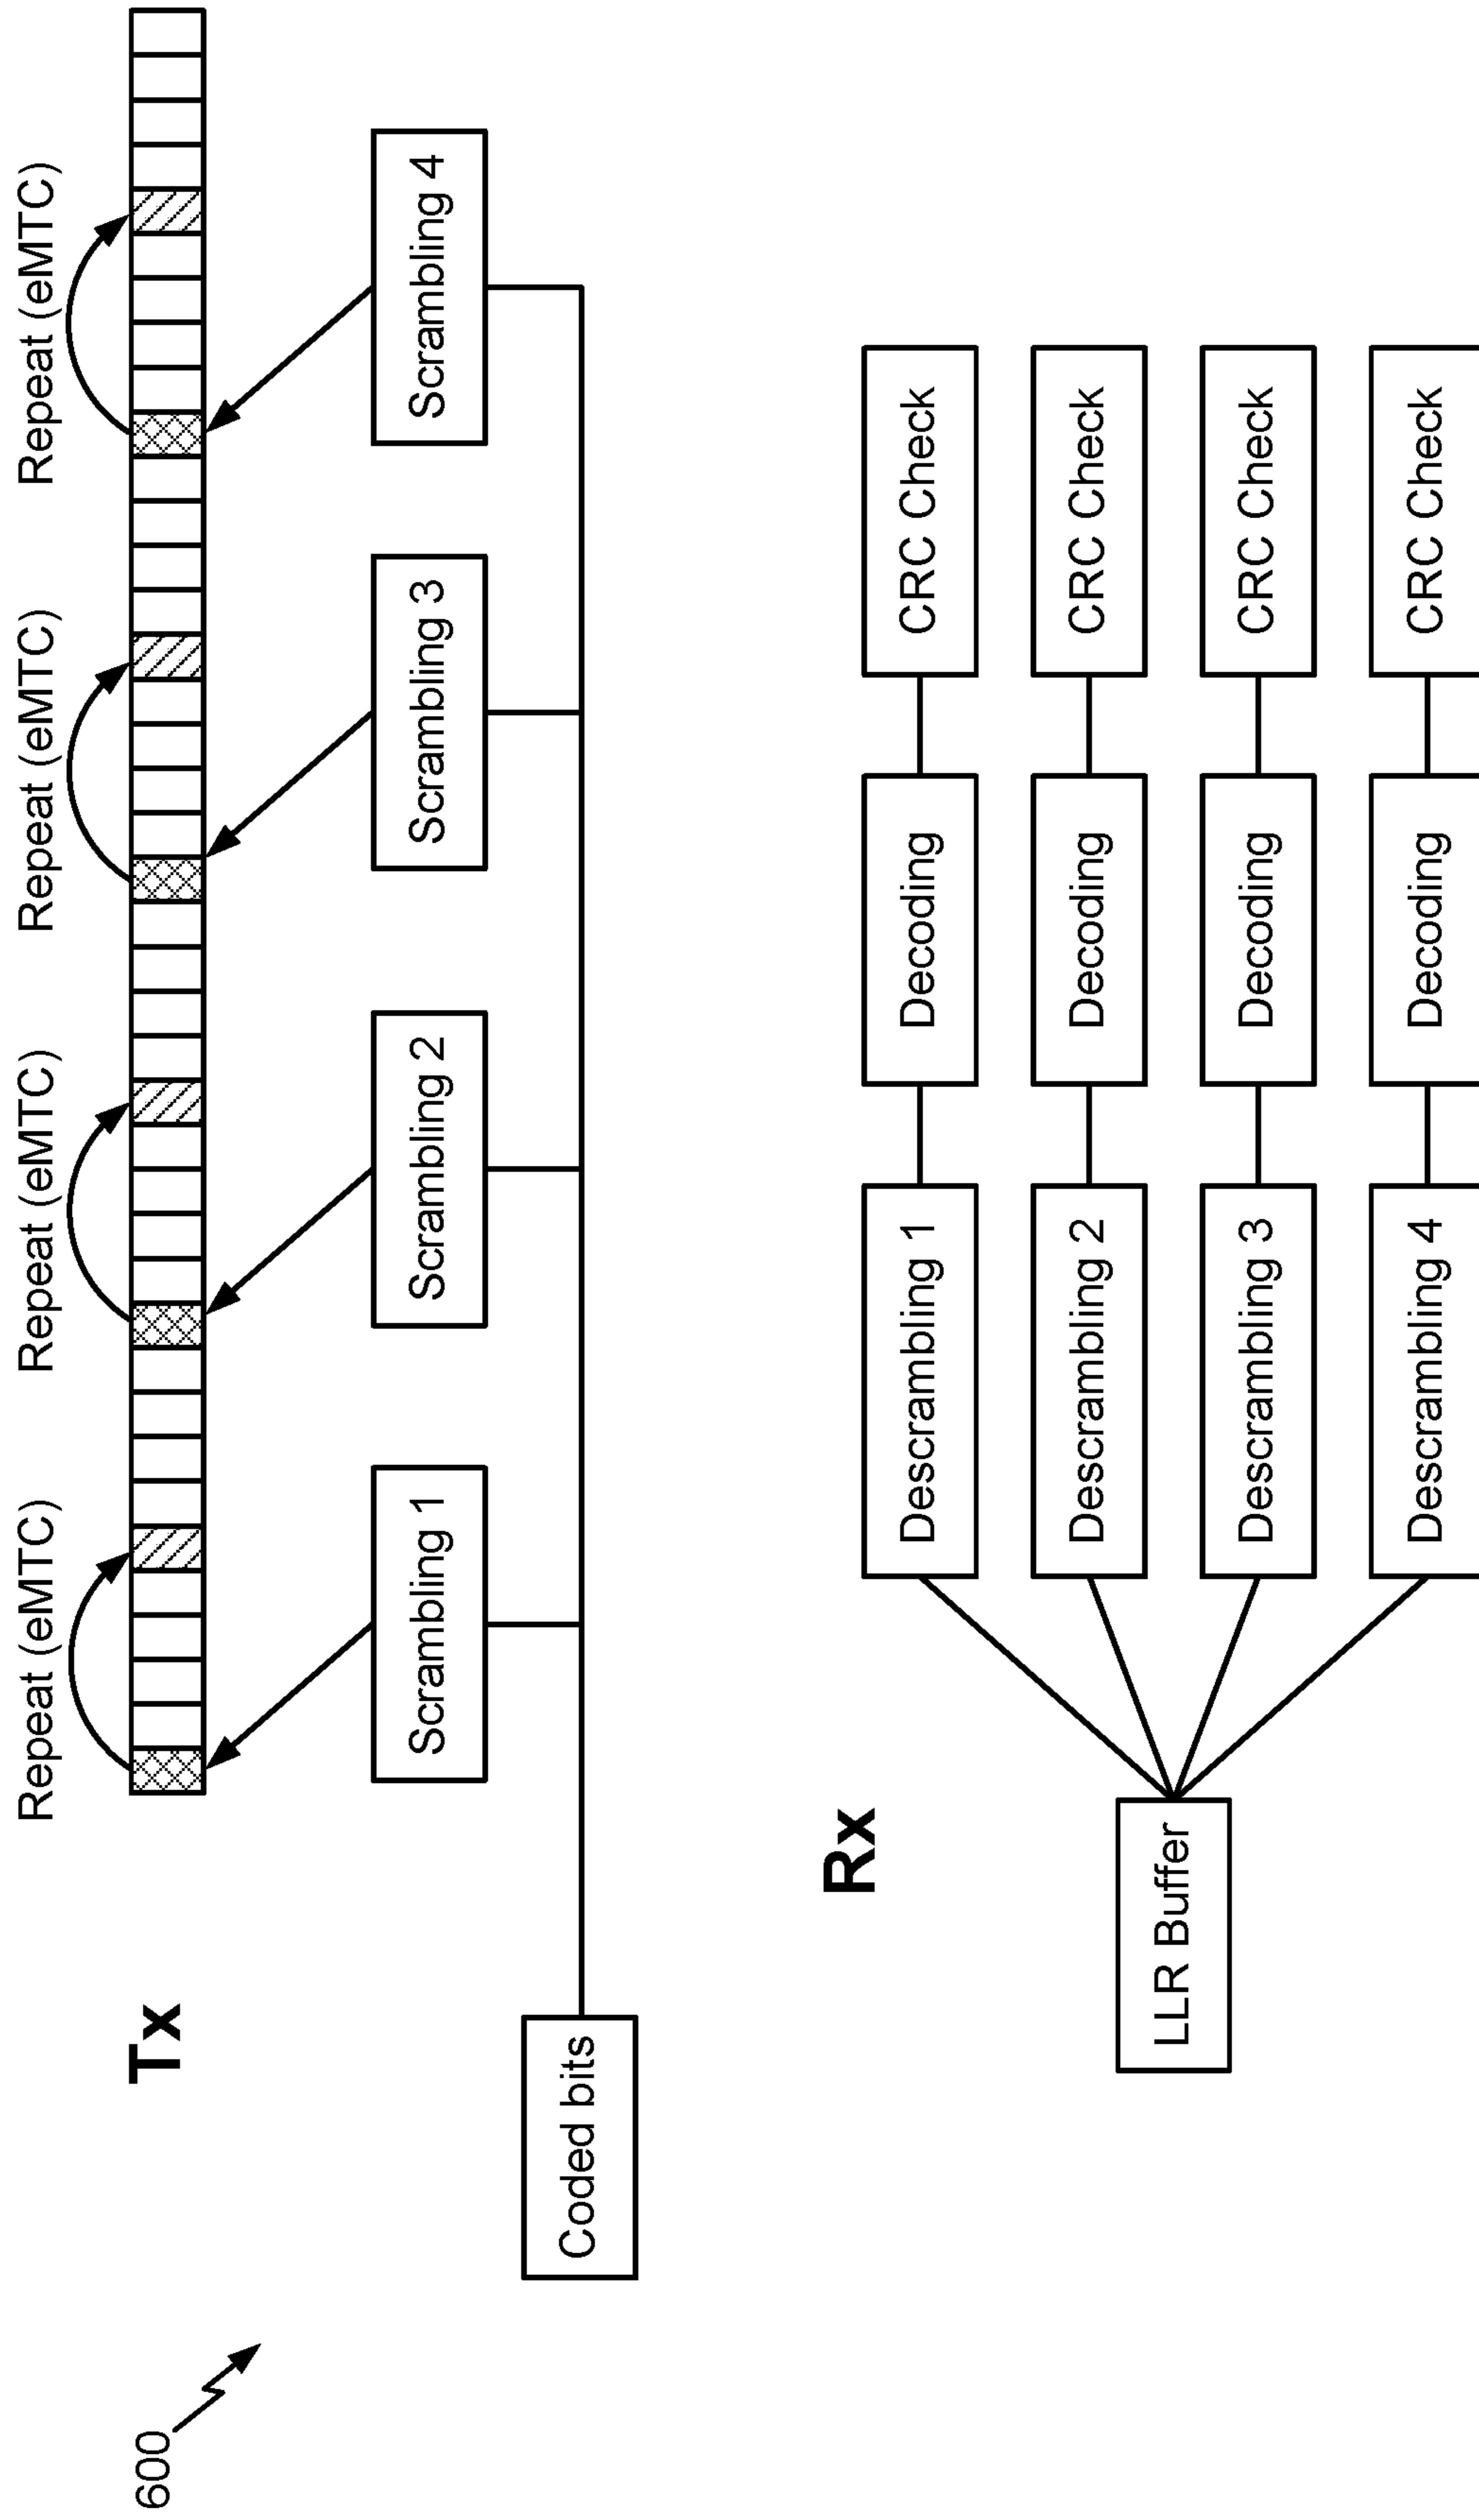 600
Tx
Repeat (eMTC)
Repeat (eMTC)
Repeat (eMTC)
Repeat (eMTC)
Scrambling 1
Scrambling 2
Scrambling 3
Scrambling 4
Coded bits
Rx
LLR Buffer
Descrambling 1
Decoding
CRC Check
Descrambling 2
Decoding
CRC Check
Descrambling 3
Decoding
CRC Check
Descrambling 4
Decoding
CRC Check